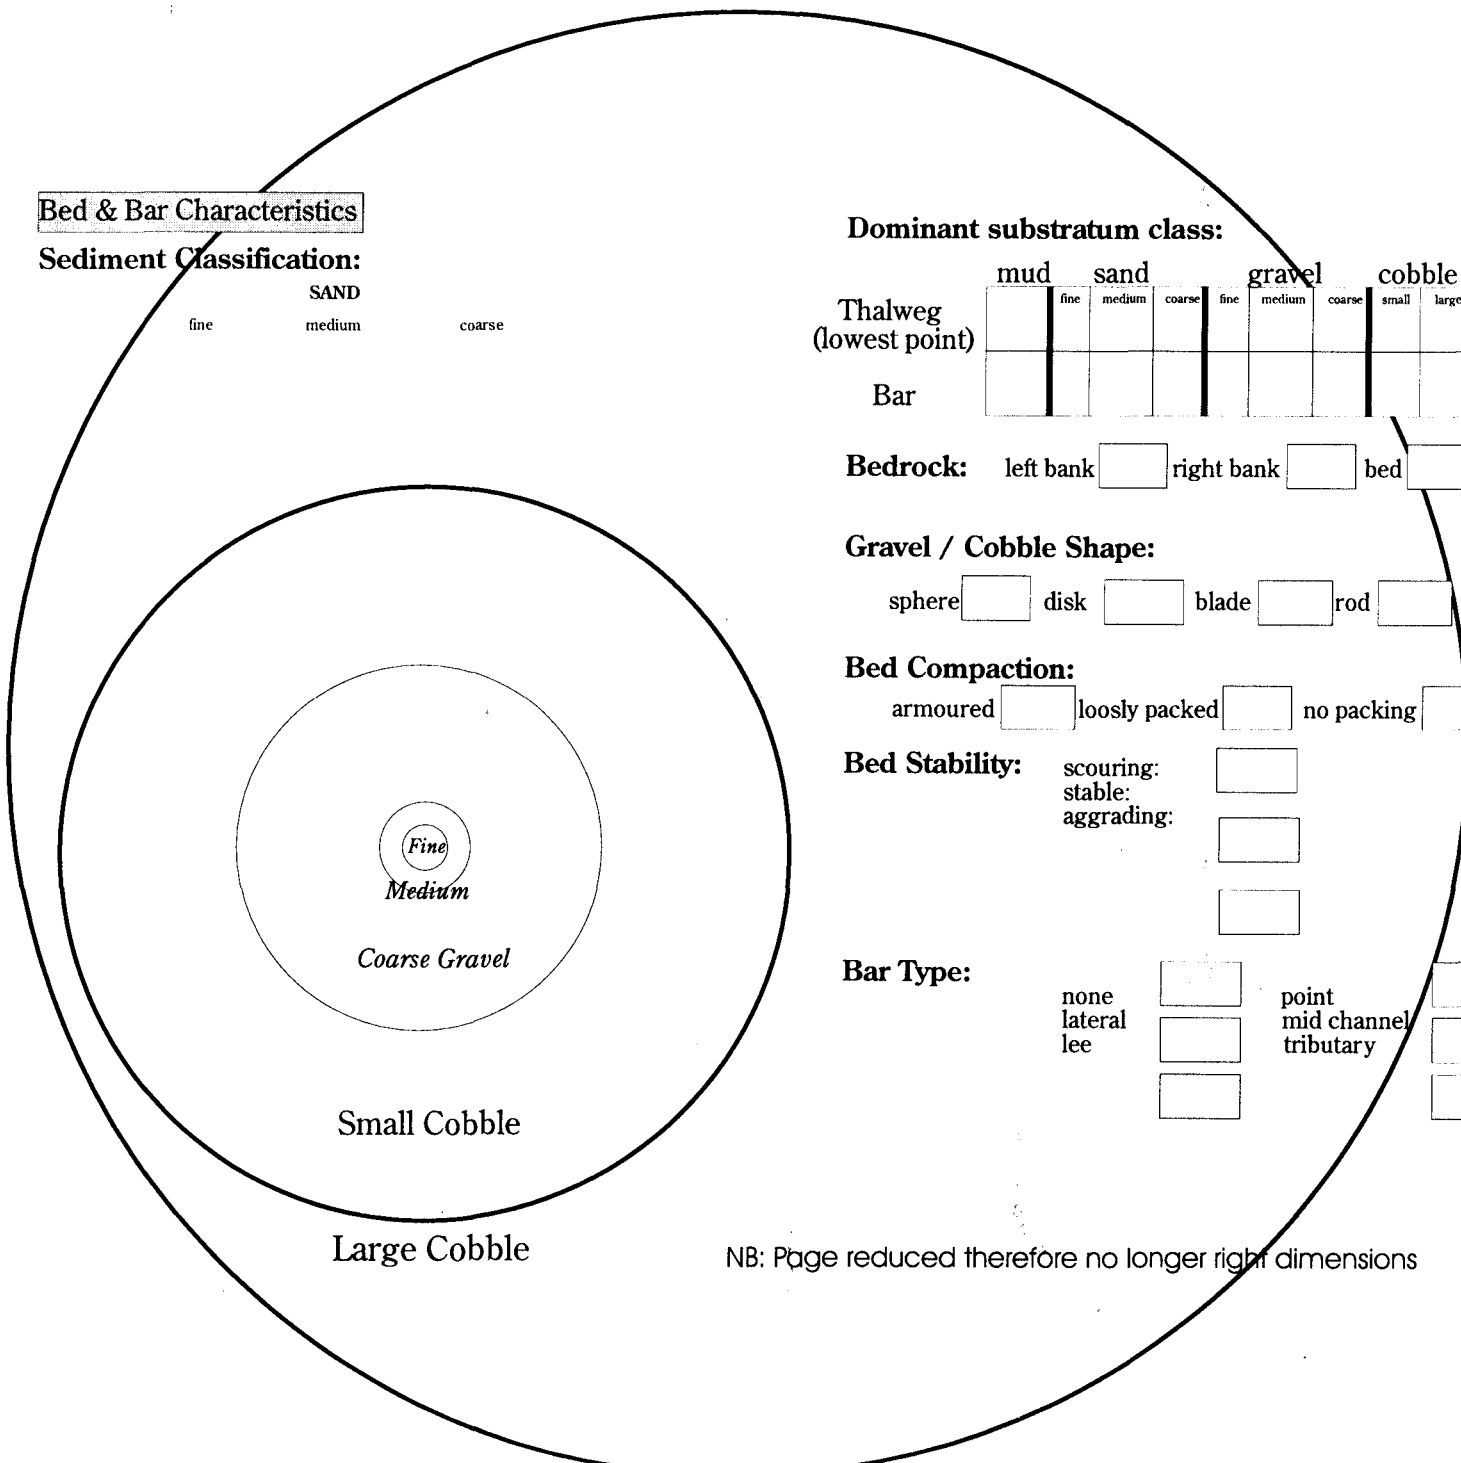 Bed & Bar Characteristics
Sediment Classification:
SAND
fine medium coarse
Fine
Medium
Coarse Gravel
Small Cobble
Large Cobble
Dominant substratum class:
mud sand gravel cobble
fine medium coarse fine medium coarse small large
Thalweg
(lowest point)
Bar
Bedrock: left bank right bank bed
Gravel / Cobble Shape:
sphere disk blade rod
Bed Compaction:
armoured loosly packed no packing
Bed Stability: scouring:
stable:
aggrading:
Bar Type:
none point
lateral mid channel
lee tributary
NB: Page reduced therefore no longer right dimensions